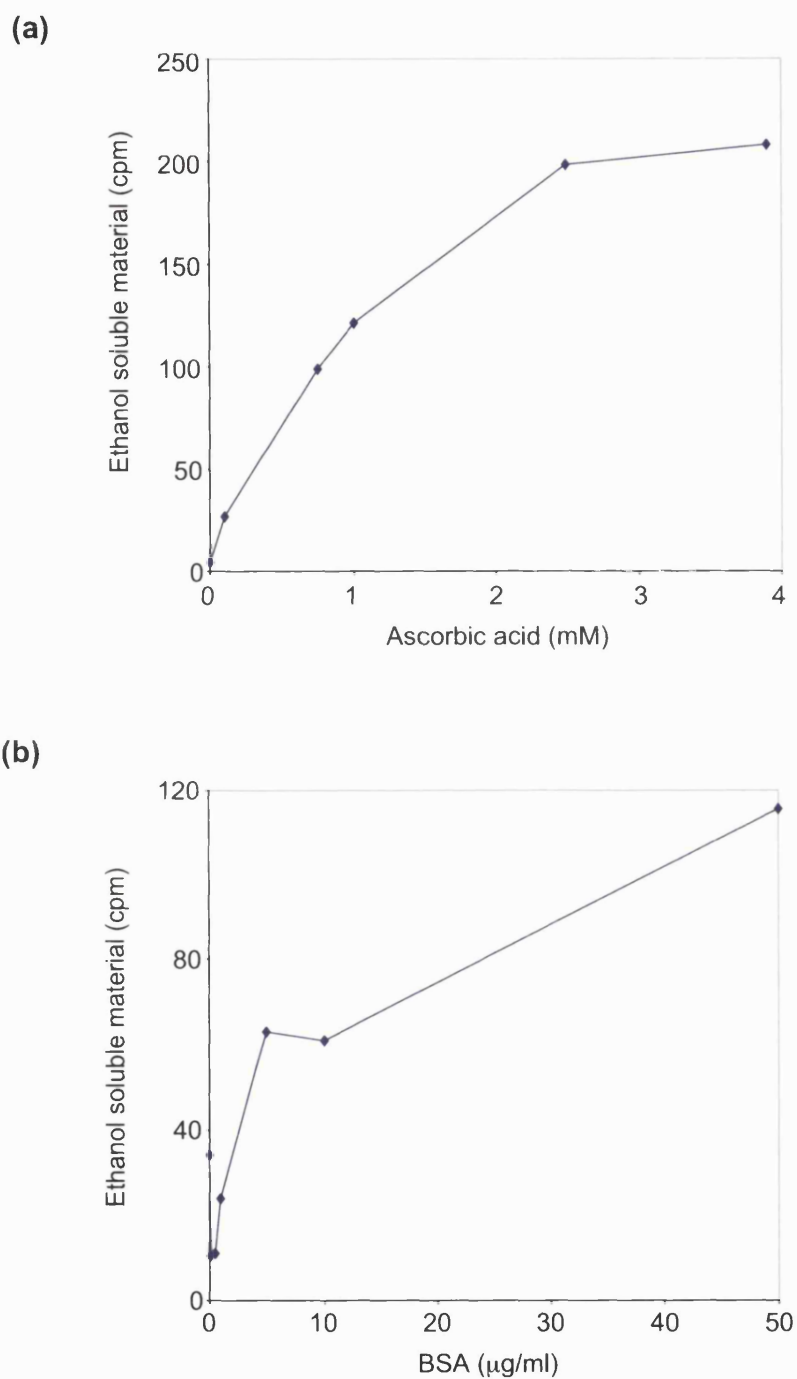 (a)
250
200
150
100
50
0
0 1 2 3 4
Ethanol soluble material (cpm)
Ascorbic acid (mM)
(b)
120
80
40
0
0 10 20 30 40 50
Ethanol soluble material (cpm)
BSA (μg/ml)